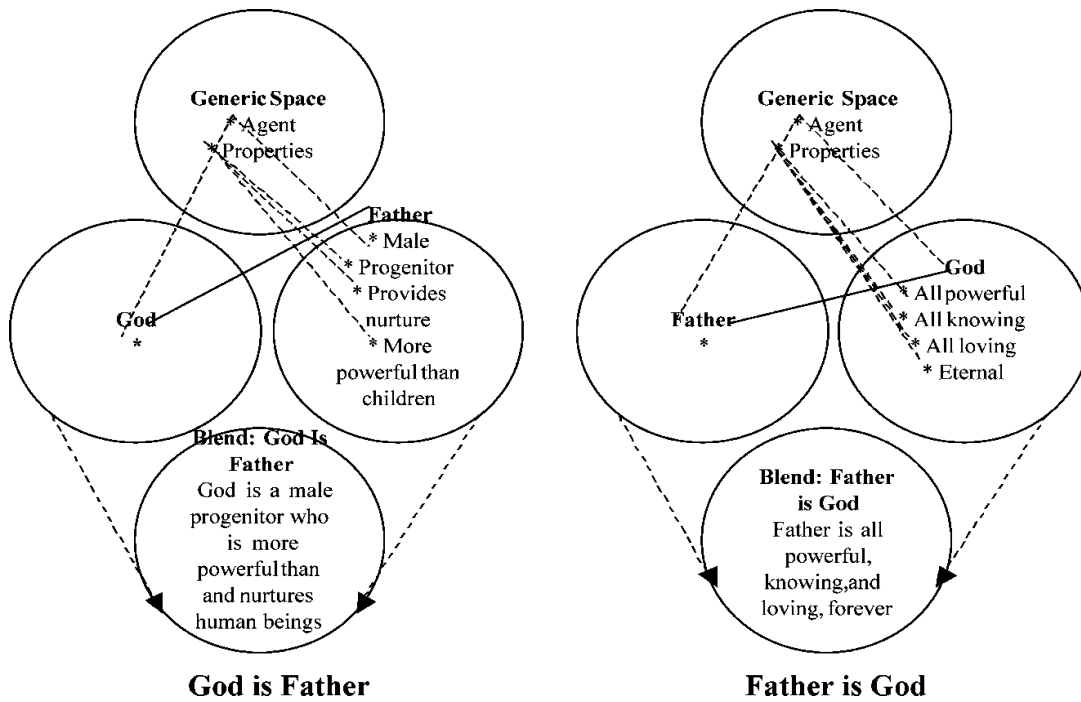 Generic Space
* Agent
* Properties
Father
* Male
* Progenitor
* Provides
nurture
* More
powerful than
children
God
*
Blend: God Is
Father
God is a male
progenitor who
is more
powerful than
and nurtures
human beings
God is Father
Generic Space
* Agent
* Properties
God
* All powerful
* All knowing
* All loving
* Eternal
Father
*
Blend: Father
is God
Father is all
powerful,
knowing,and
loving, forever
Father is God